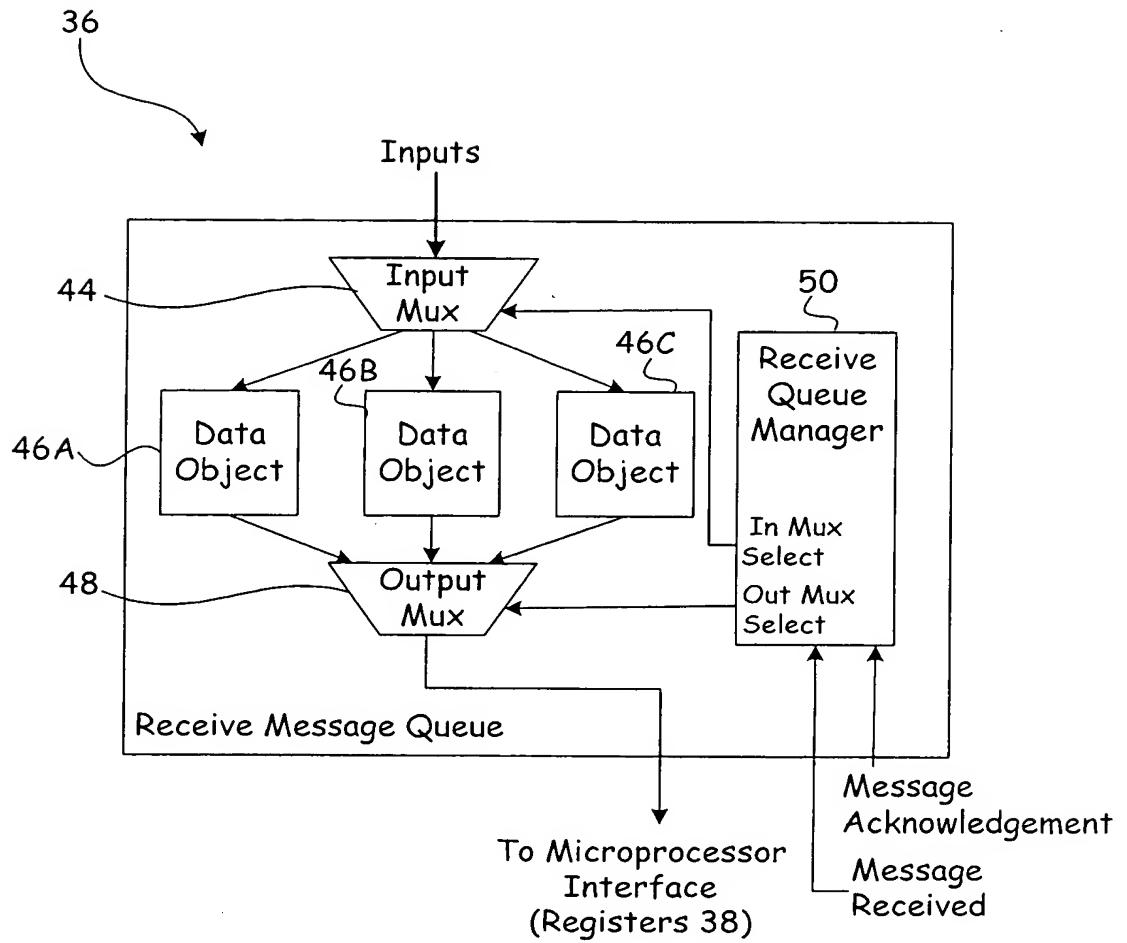 36
Inputs
44
Input
Mux
50
Receive
Queue
Manager
46A
46B
46C
Data
Object
Data
Object
Data
Object
In Mux
Select
Out Mux
Select
48
Output
Mux
Receive Message Queue
To Microprocessor
Interface
(Registers 38)
Message
Acknowledgement
Message
Received